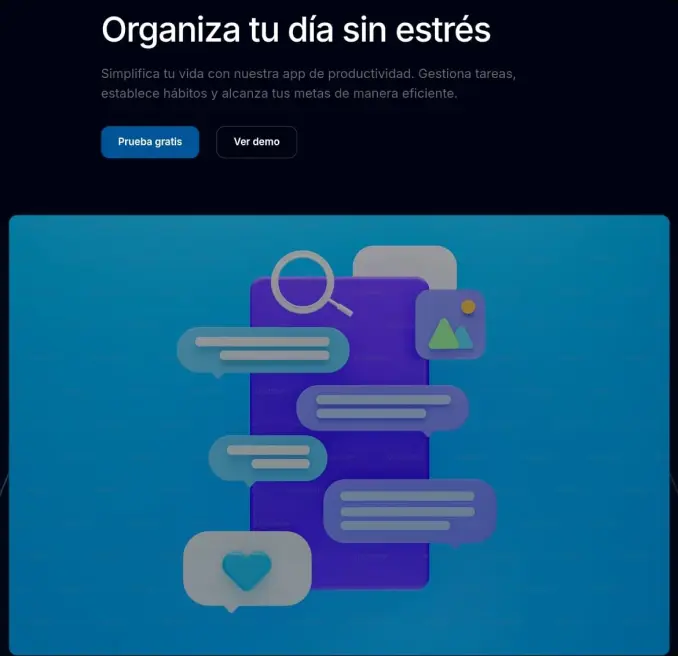 Organiza tu día sin estrés
Simplifica tu vida con nuestra app de productividad. Gestiona tareas,
establece hábitos y alcanza tus metas de manera eficiente.
Prueba gratis
Ver demo